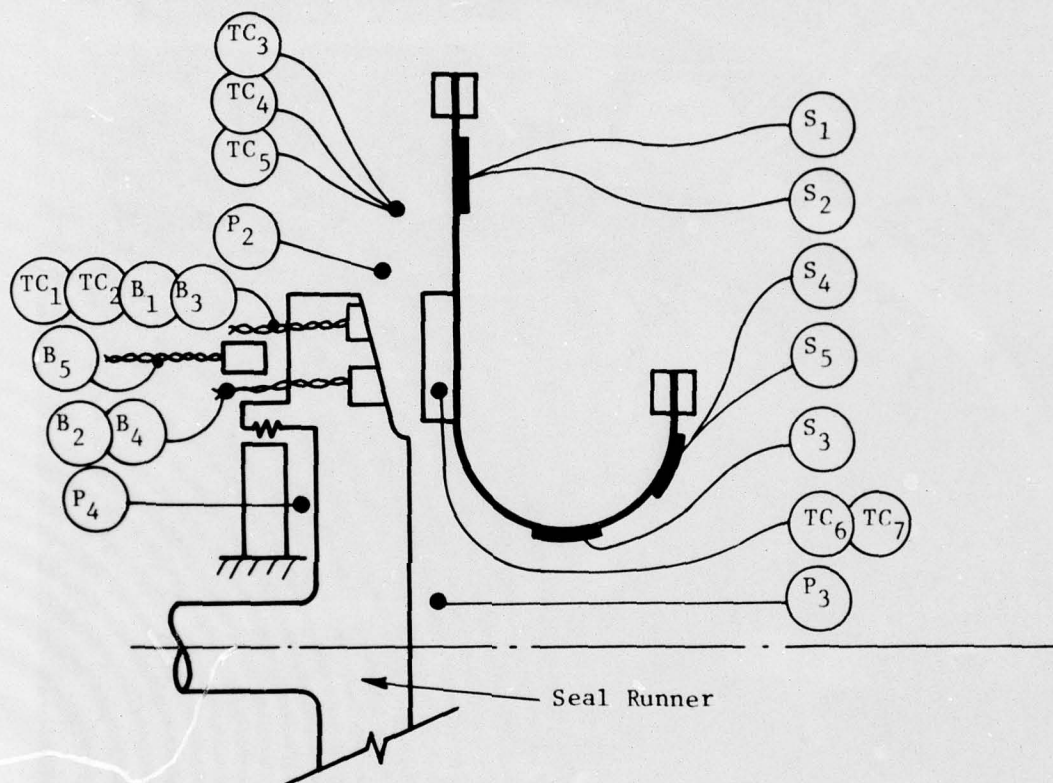 TC3
TC4
TC5
P2
TC1 TC2 B1 B3
B5
B2 B4
P4
S1
S2
S4
S5
S3
TC6 TC7
P3
Seal Runner